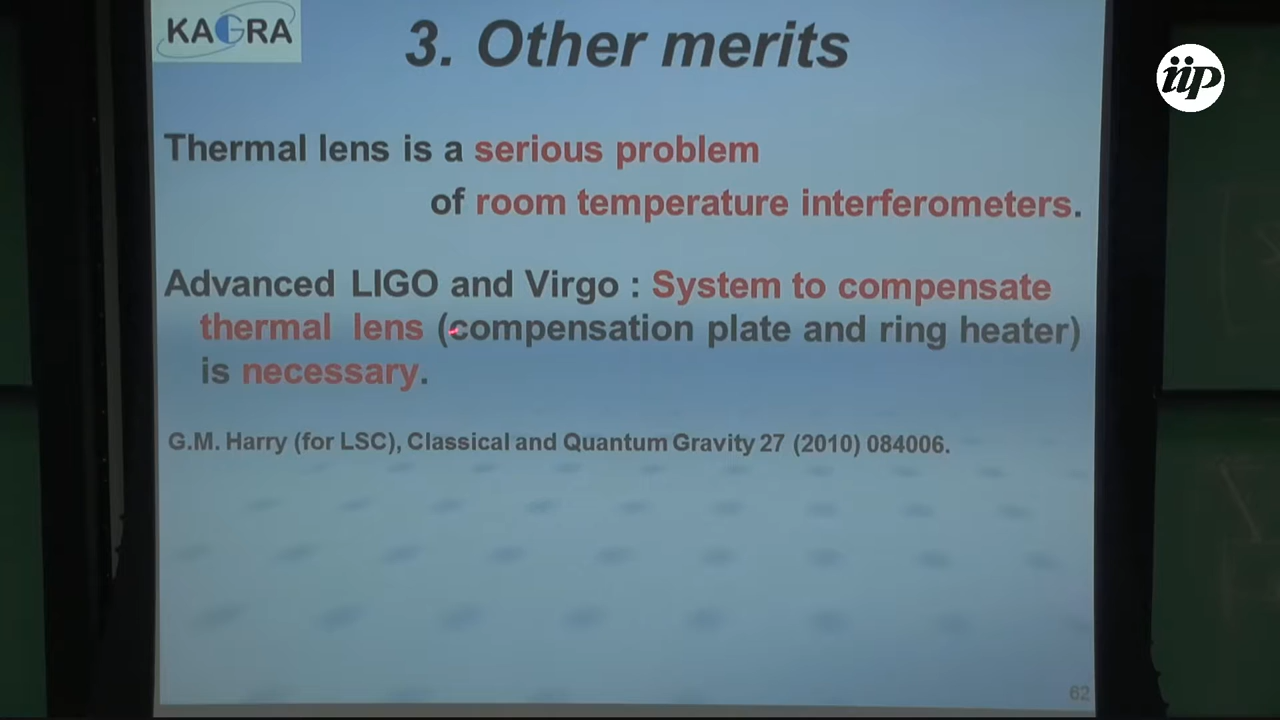 KAGRA
3. Other merits
iip
Thermal lens is a serious problem
of room temperature interferometers.
Advanced LIGO and Virgo : System to compensate
thermal lens (compensation plate and ring heater)
is necessary.
G.M. Harry (for LSC), Classical and Quantum Gravity 27 (2010) 084006.
62